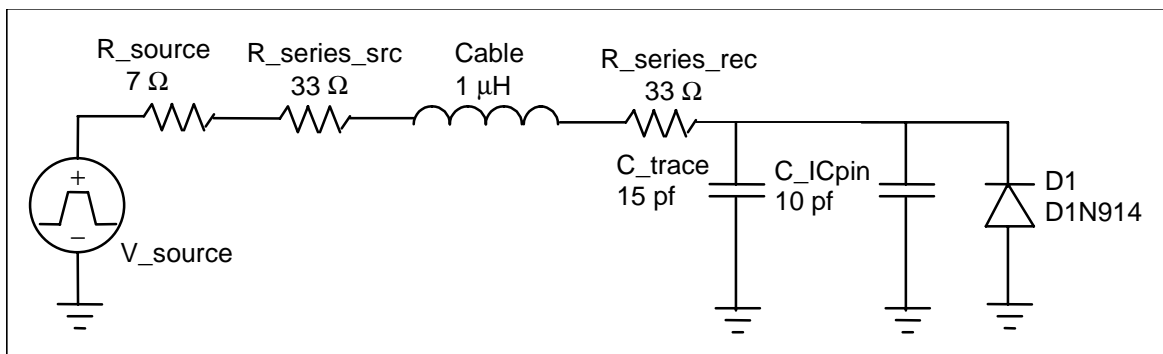 R_source
7 Ω
R_series_src
33 Ω
Cable
1 μH
R_series_rec
33 Ω
C_trace
15 pf
C_ICpin
10 pf
D1
D1N914
+
−
V_source